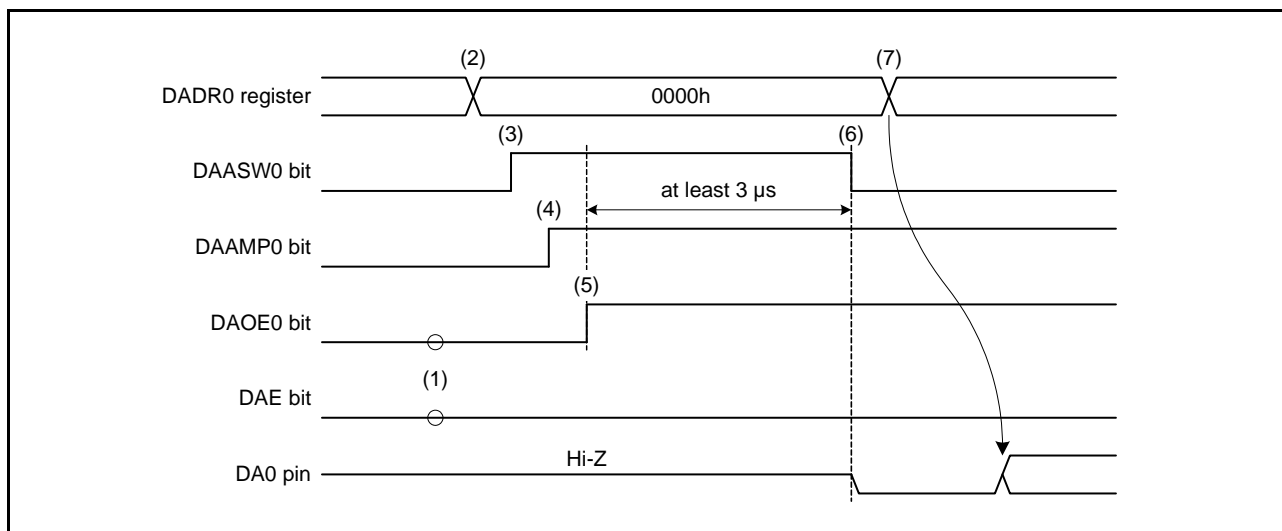 (2)
(7)
DADR0 register
0000h
(3)
(6)
DAASW0 bit
at least 3 µs
(4)
DAAMP0 bit
(5)
DAOE0 bit
(1)
DAE bit
Hi-Z
DA0 pin